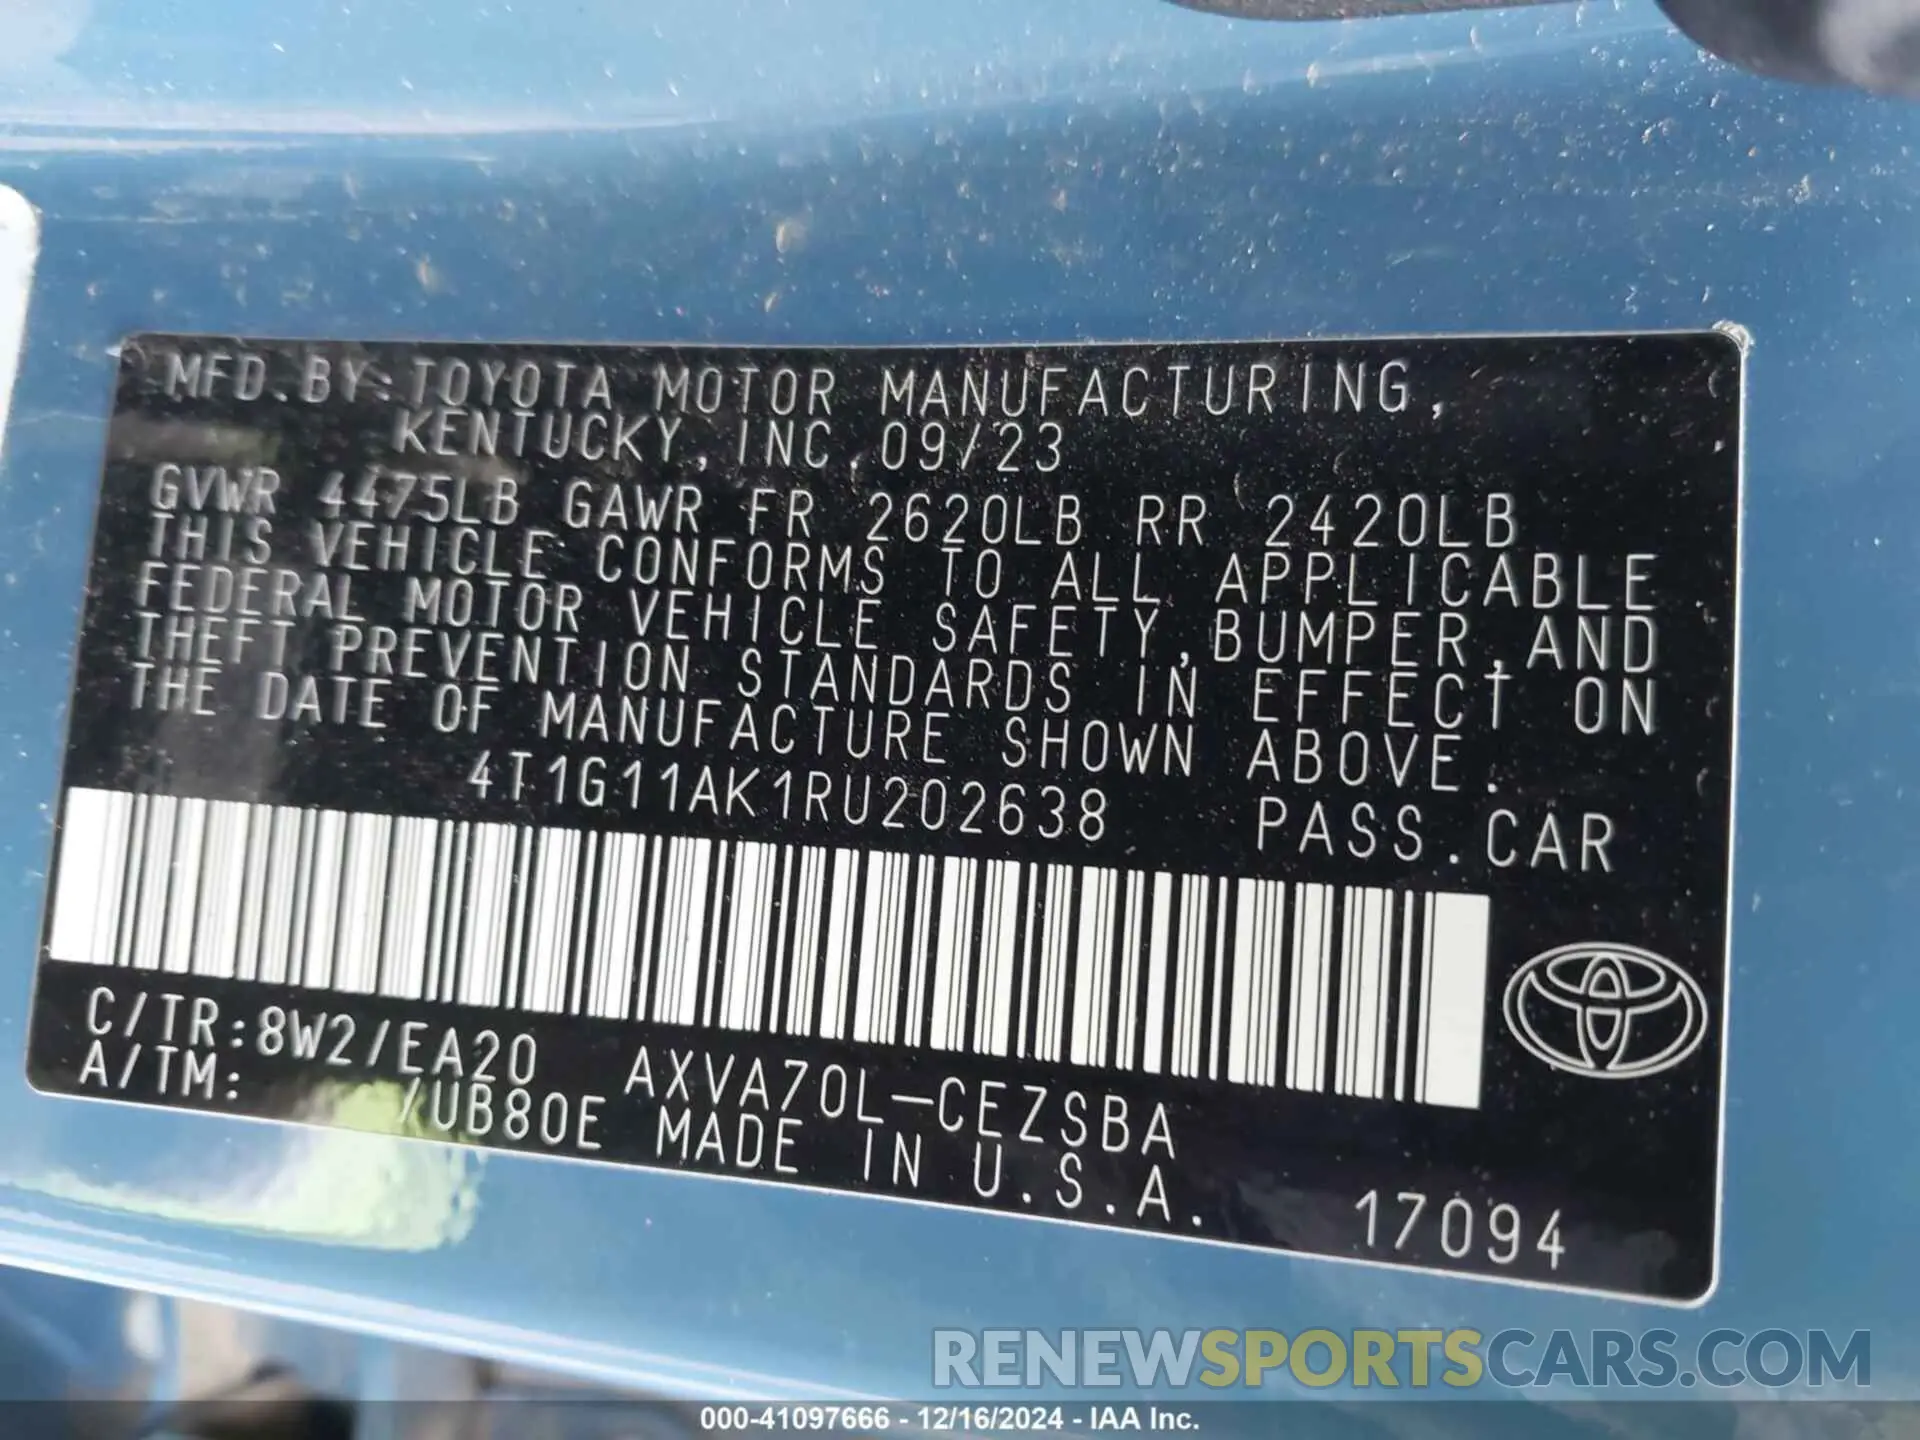 MFD.BY:TOYOTA MOTOR MANUFACTURING,
KENTUCKY, INC. 09/23
GVWR 4475LB GAWR FR 2620LB RR 2420LB
THIS VEHICLE CONFORMS TO ALL APPLICABLE
FEDERAL MOTOR VEHICLE SAFETY,BUMPER,AND
THEFT PREVENTION STANDARDS IN EFFECT ON
THE DATE OF MANUFACTURE SHOWN ABOVE.
4T1G11AK1RU202638 PASS.CAR
C/TR:8W2/EA20 AXVA70L-CEZSBA
A/TM: /UB80E MADE IN U.S.A.
17094
RENEWSPORTSCARS.COM
000-41097666 - 12/16/2024 - IAA Inc.